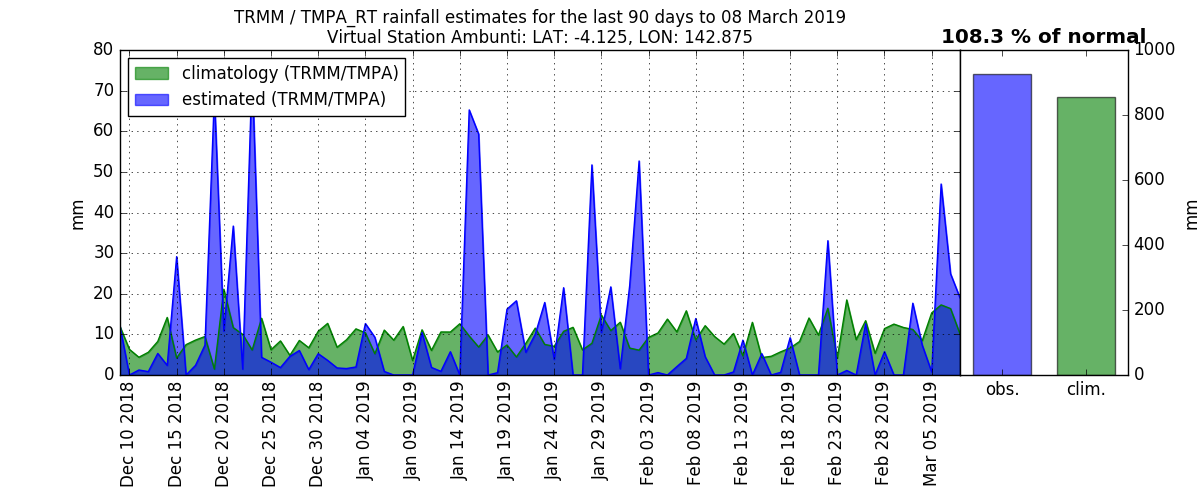 TRMM / TMPA_RT rainfall estimates for the last 90 days to 08 March 2019
Virtual Station Ambunti: LAT: -4.125, LON: 142.875
108.3 % of normal
climatology (TRMM/TMPA)
estimated (TRMM/TMPA)
80
70
60
50
40
30
20
10
0
mm
Dec 10 2018
Dec 15 2018
Dec 20 2018
Dec 25 2018
Dec 30 2018
Jan 04 2019
Jan 09 2019
Jan 14 2019
Jan 19 2019
Jan 24 2019
Jan 29 2019
Feb 03 2019
Feb 08 2019
Feb 13 2019
Feb 18 2019
Feb 23 2019
Feb 28 2019
Mar 05 2019
1000
800
600
400
200
0
mm
obs.
clim.